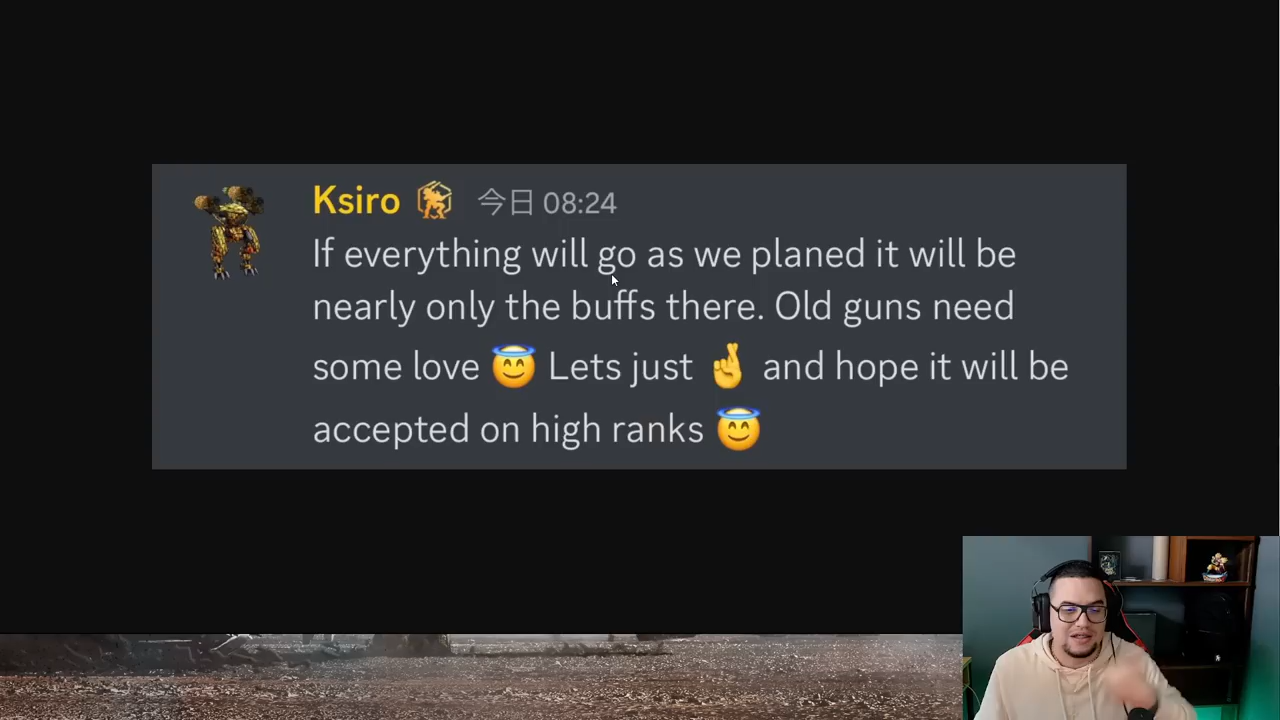 Ksiro 今日 08:24
If everything will go as we planed it will be
nearly only the buffs there. Old guns need
some love 😇 Lets just 🤞 and hope it will be
accepted on high ranks 😇